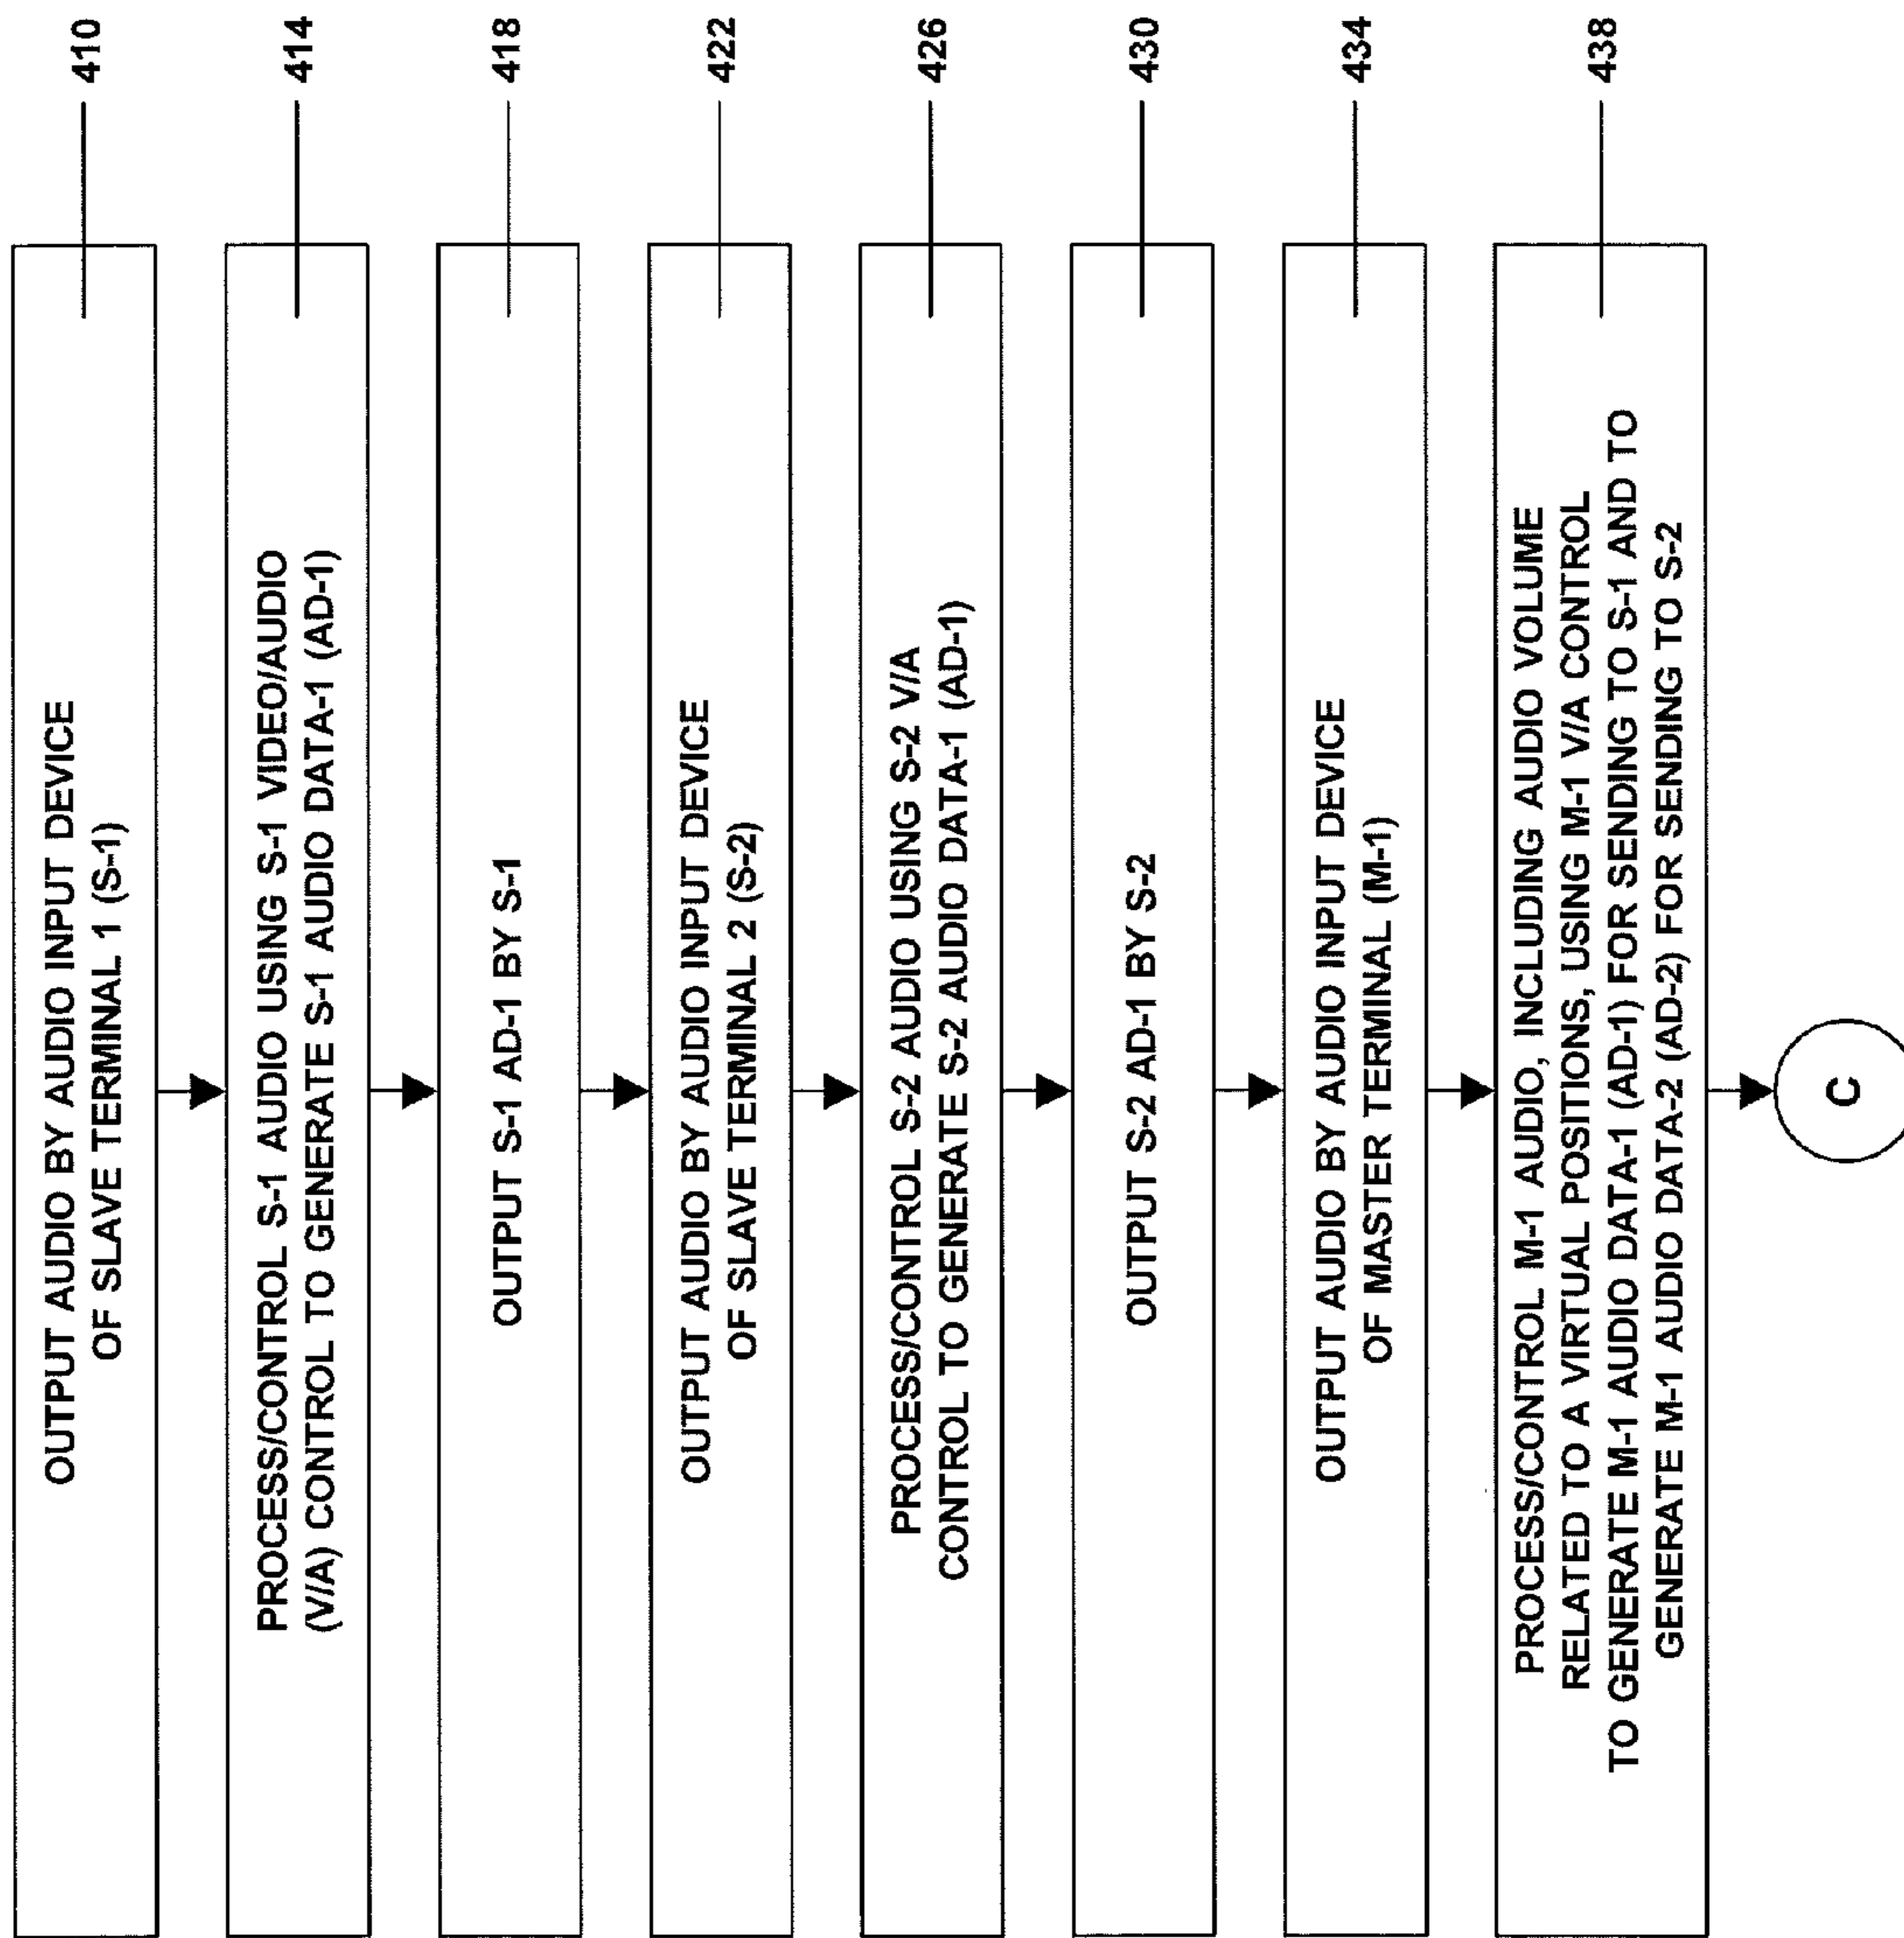 OUTPUT AUDIO BY AUDIO INPUT DEVICE
OF SLAVE TERMINAL 1 (S-1)
410
PROCESS/CONTROL S-1 AUDIO USING S-1 VIDEO/AUDIO
(V/A) CONTROL TO GENERATE S-1 AUDIO DATA-1 (AD-1)
414
OUTPUT S-1 AD-1 BY S-1
418
OUTPUT AUDIO BY AUDIO INPUT DEVICE
OF SLAVE TERMINAL 2 (S-2)
422
PROCESS/CONTROL S-2 AUDIO USING S-2 V/A
CONTROL TO GENERATE S-2 AUDIO DATA-1 (AD-1)
426
OUTPUT S-2 AD-1 BY S-2
430
OUTPUT AUDIO BY AUDIO INPUT DEVICE
OF MASTER TERMINAL (M-1)
434
PROCESS/CONTROL M-1 AUDIO, INCLUDING AUDIO VOLUME
RELATED TO A VIRTUAL POSITIONS, USING M-1 V/A CONTROL
TO GENERATE M-1 AUDIO DATA-1 (AD-1) FOR SENDING TO S-1 AND TO
GENERATE M-1 AUDIO DATA-2 (AD-2) FOR SENDING TO S-2
438
C